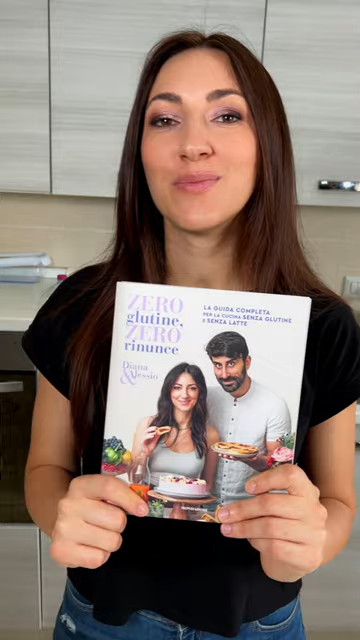 ZERO
glutine,
ZERO
rinunce
LA GUIDA COMPLETA
PER LA CUCINA SENZA GLUTINE
E SENZA LATTE
Diana
&Alessio